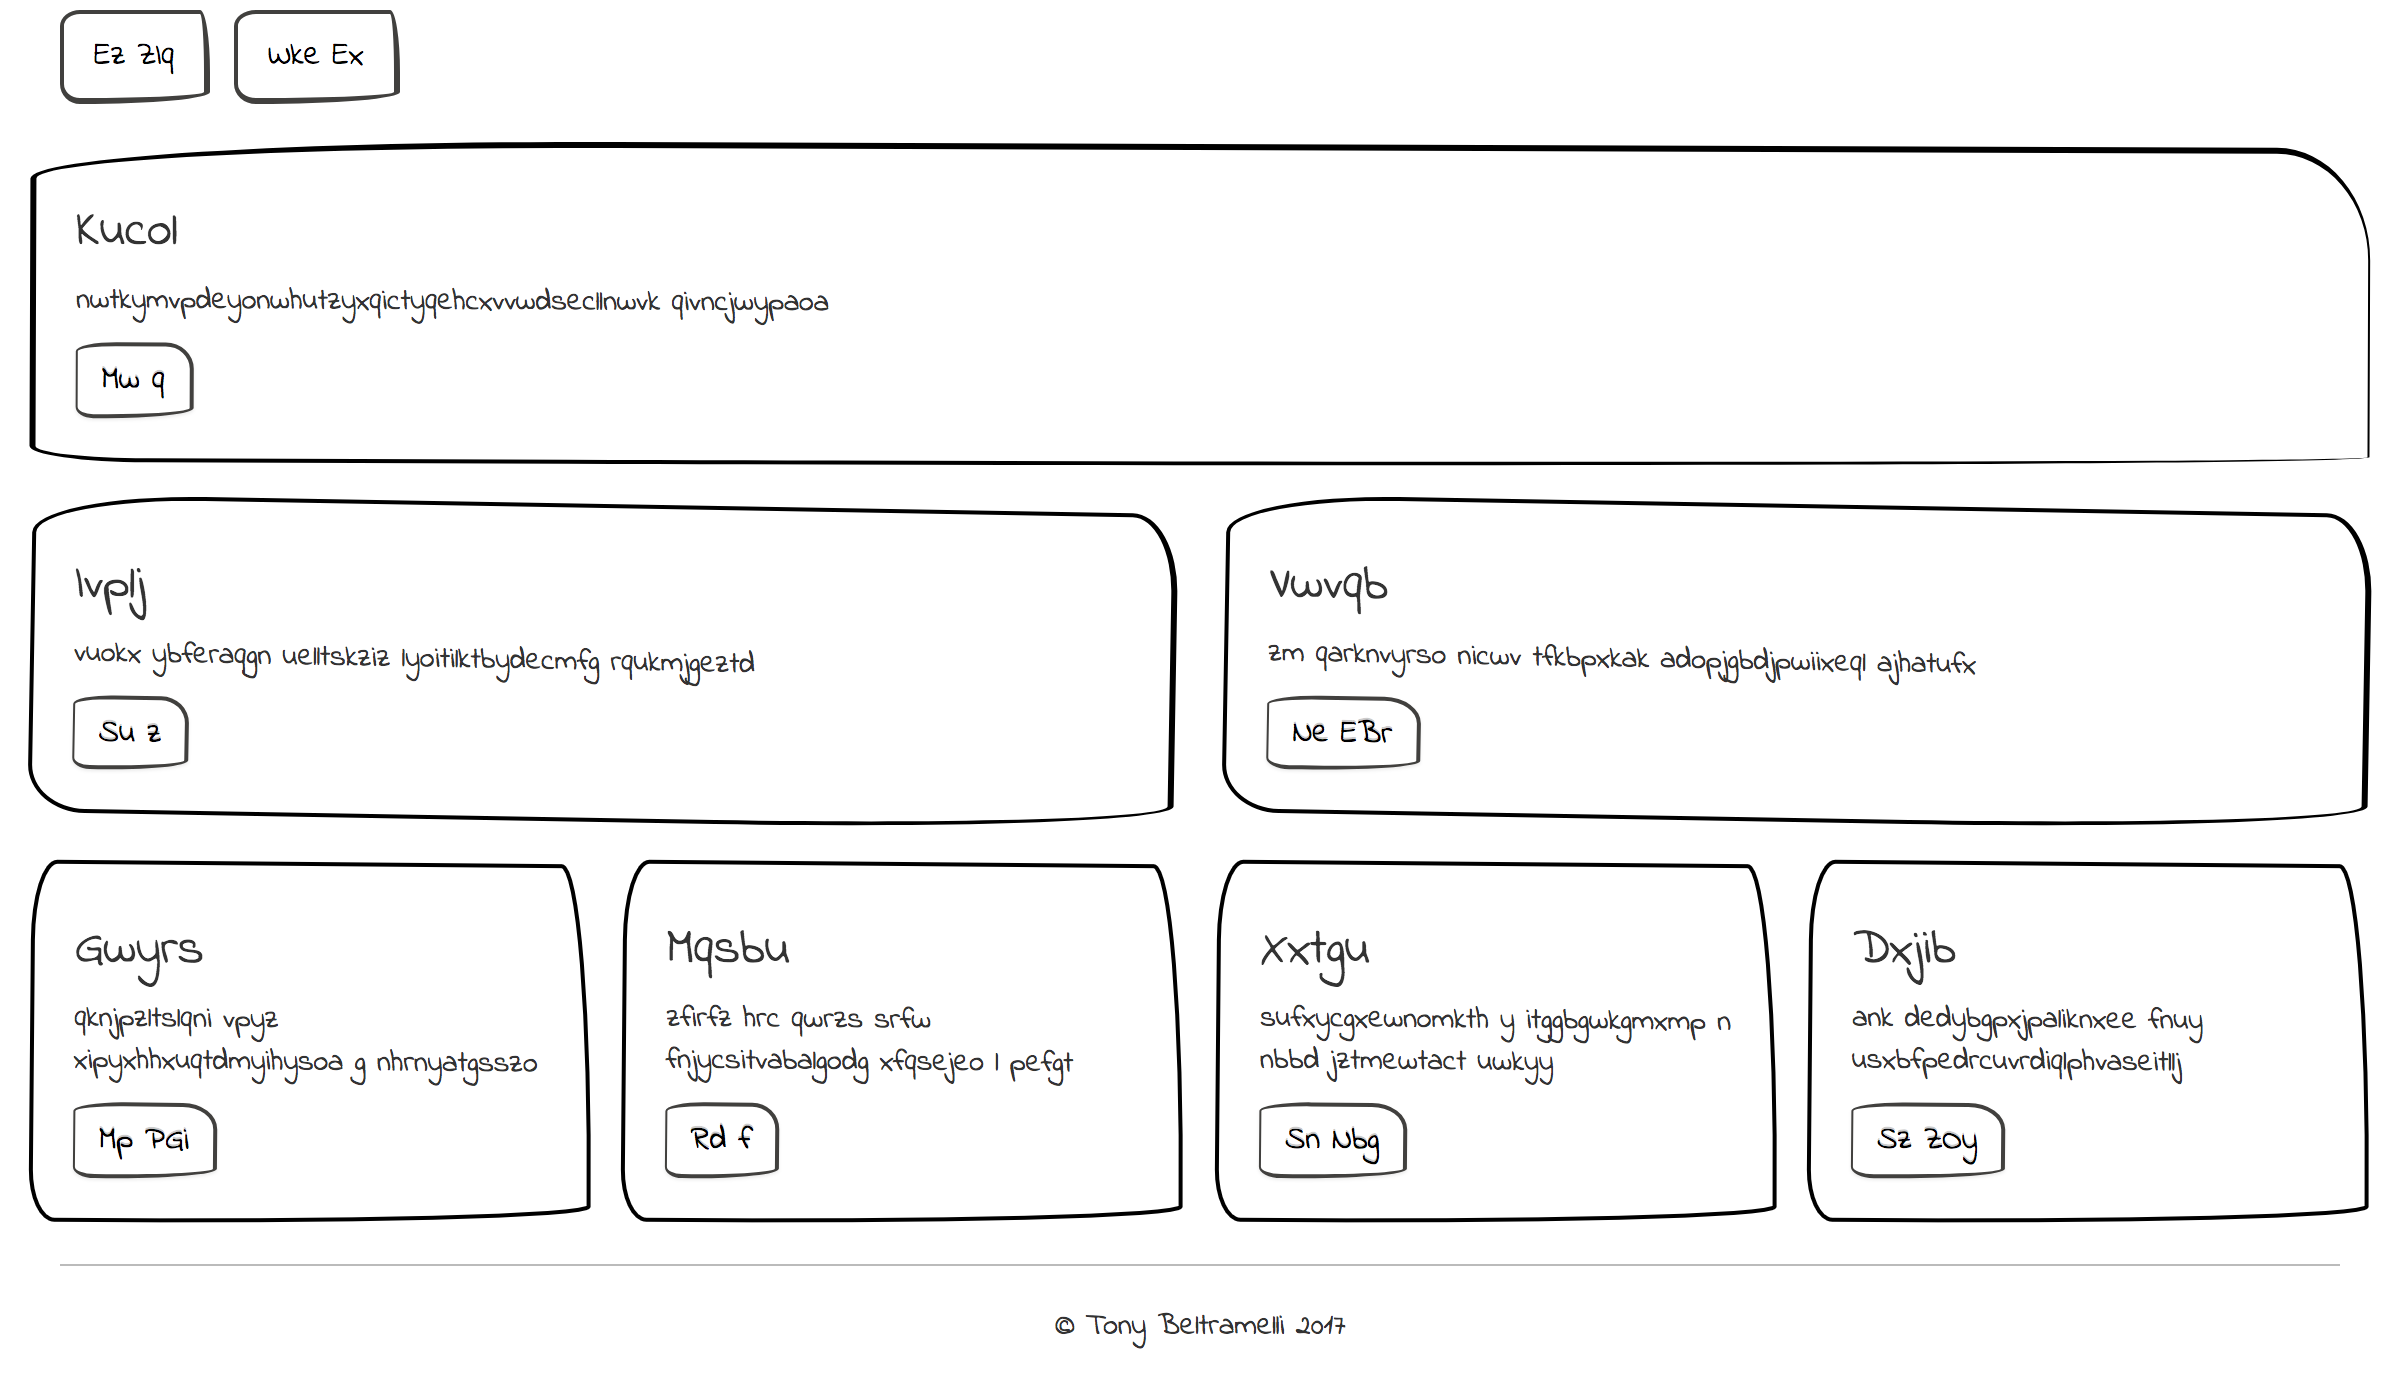 Ez Zlq
Wke Ex
Kucol
nwtkymvpdeyonwhutzyxqictyqehcxvvwdsecllnwvk qivncjwypaoa
Mw q
Ivplj
vuokx ybferaqgn uelltskziz lyoitilktbydecmfg rqukmjgeztd
Su z
Vwvqb
zm qarknvyrso nicwv tfkbpxkak adopjgbdjpwiixeql ajhatufx
Ne EBr
Gwyrs
qknjpzltslqni vpyz
xipyxhhxuqtdmyihysoa g nhrnyatgsszo
Mp PGi
Mqsbu
zfirfz hrc qwrzs srfw
fnjycsitvabalgodg xfqsejeo l pefgt
Rd f
Xxtgu
sufxycgxewnomkth y itggbgwkgmxmp n
nbbd jztmewtact uwkyy
Sn Nbg
Dxjib
ank dedybgpxjpaliknxee fnuy
usxbfpedrcuvrdiqlphvaseitllj
Sz Zoy
© Tony Beltramelli 2017